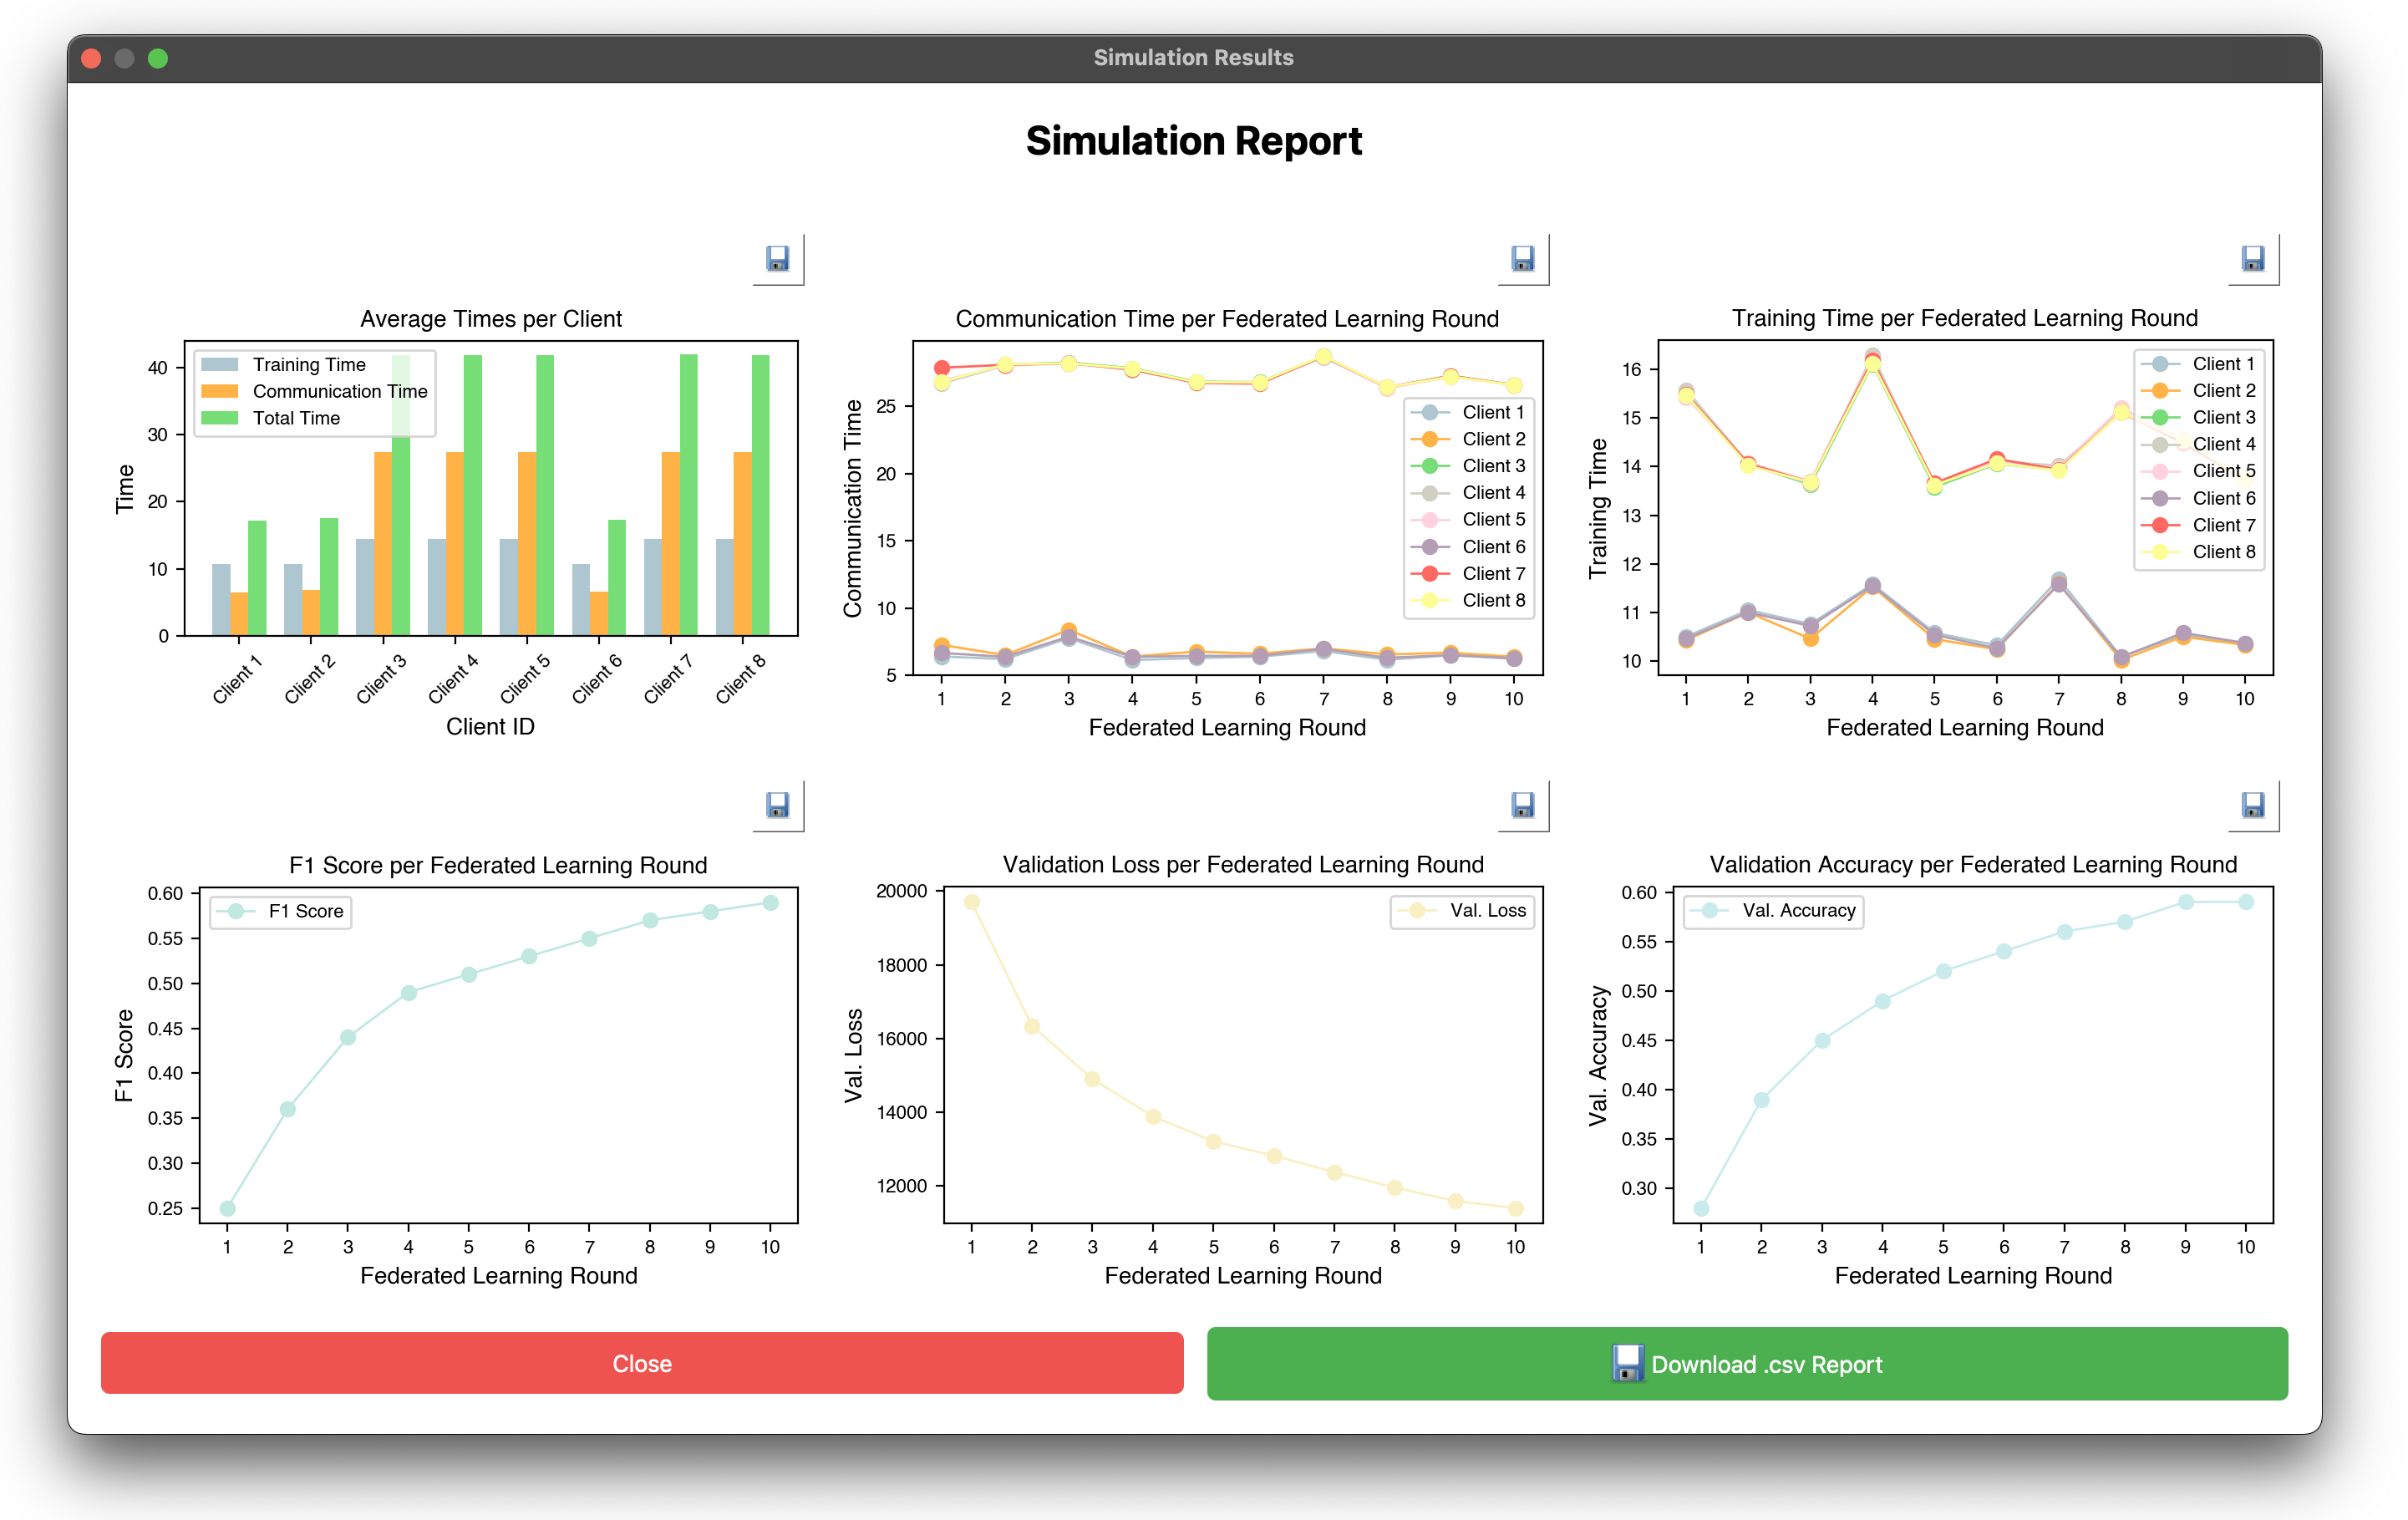 Simulation Results
Simulation Report
Average Times per Client
Training Time
Communication Time
Total Time
Time
40
30
20
10
0
Client 1
Client 2
Client 3
Client 4
Client 5
Client 6
Client 7
Client 8
Client ID
Communication Time per Federated Learning Round
Communication Time
25
20
15
10
5
Client 1
Client 2
Client 3
Client 4
Client 5
Client 6
Client 7
Client 8
1 2 3 4 5 6 7 8 9 10
Federated Learning Round
Training Time per Federated Learning Round
Training Time
16
15
14
13
12
11
10
Client 1
Client 2
Client 3
Client 4
Client 5
Client 6
Client 7
Client 8
1 2 3 4 5 6 7 8 9 10
Federated Learning Round
F1 Score per Federated Learning Round
F1 Score
F1 Score
0.60
0.55
0.50
0.45
0.40
0.35
0.30
0.25
1 2 3 4 5 6 7 8 9 10
Federated Learning Round
Validation Loss per Federated Learning Round
Val. Loss
Val. Loss
20000
18000
16000
14000
12000
1 2 3 4 5 6 7 8 9 10
Federated Learning Round
Validation Accuracy per Federated Learning Round
Val. Accuracy
Val. Accuracy
0.60
0.55
0.50
0.45
0.40
0.35
0.30
1 2 3 4 5 6 7 8 9 10
Federated Learning Round
Close
Download .csv Report